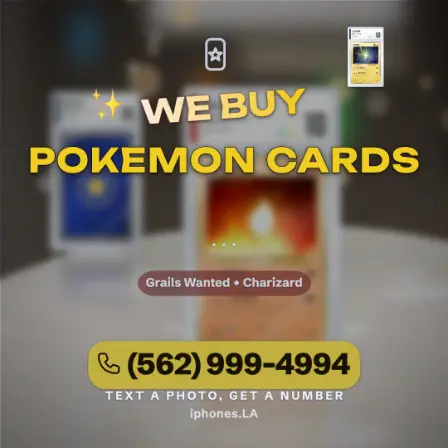 WE BUY
POKEMON CARDS
Grails Wanted • Charizard
(562) 999-4994
TEXT A PHOTO, GET A NUMBER
iphones.LA